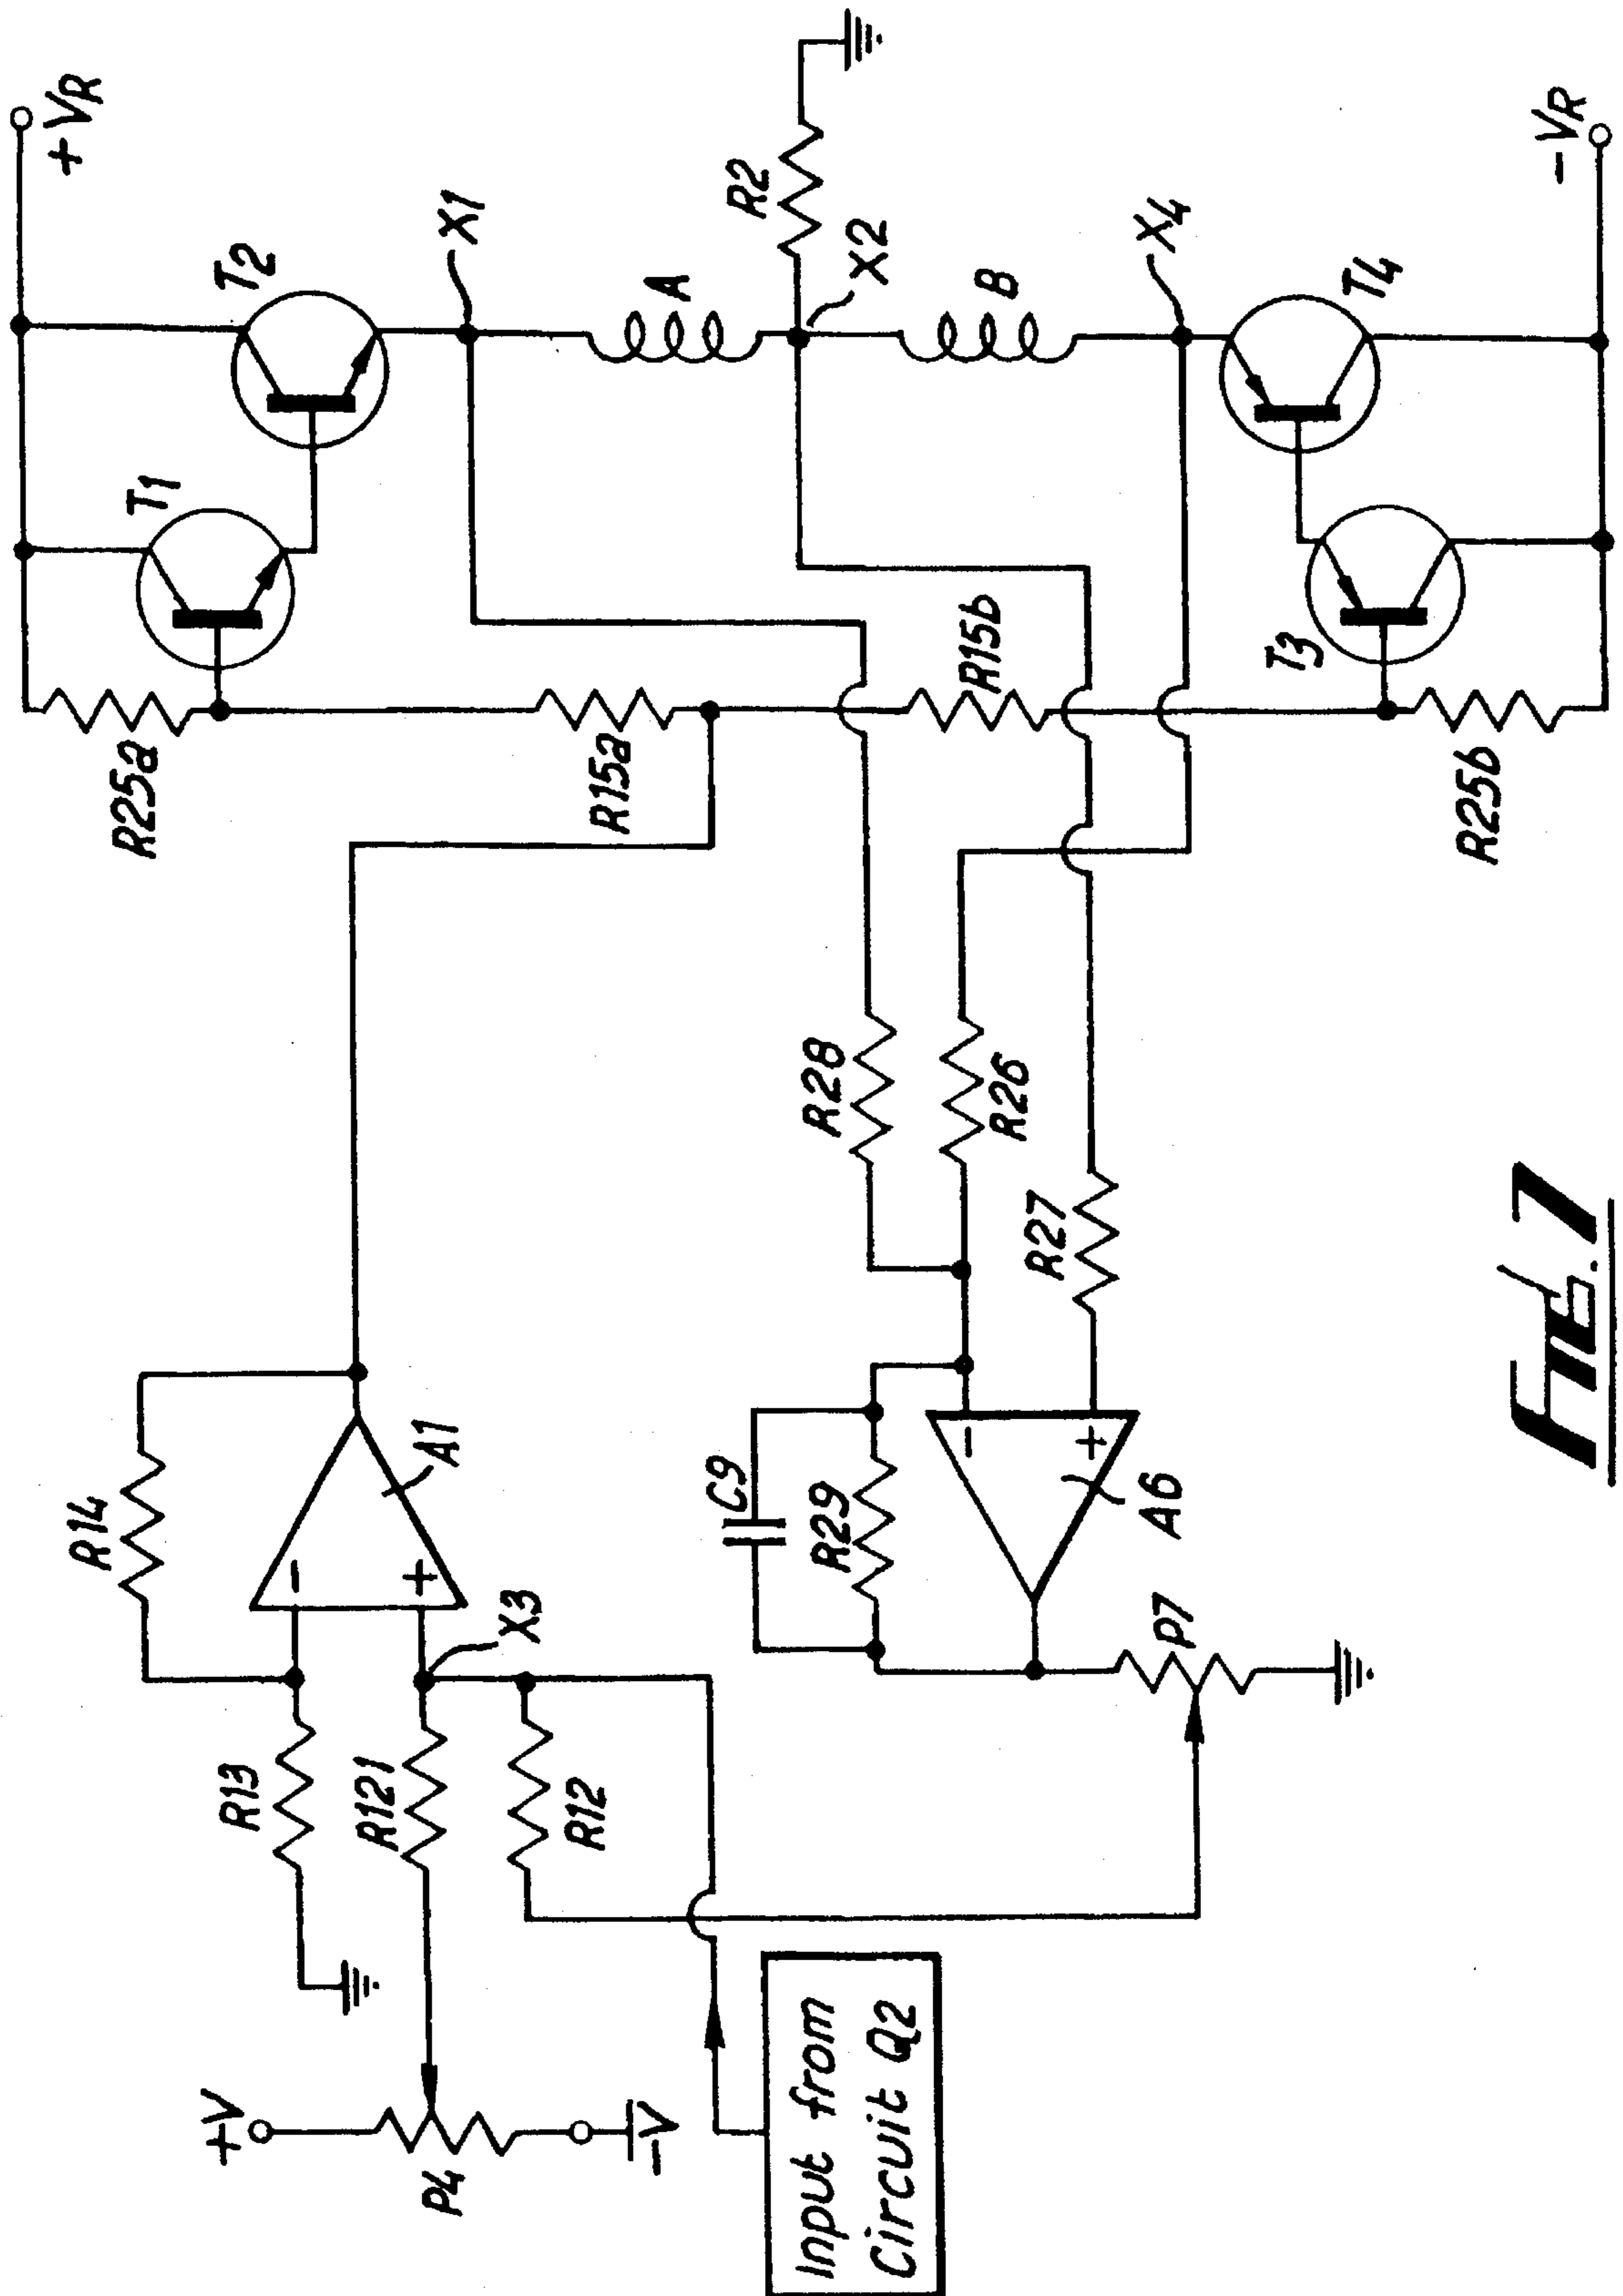 +VR
T2
X1
T1
R25a
A
R2
X2
R15a
R15b
B
X4
T4
T3
R25b
-VR
R14
A1
R28
R26
R27
R13
R121
X3
R12
C9
R29
A6
P7
+V
P4
-V
Input from
Circuit Q2
-
+
-
+
FIG. 1